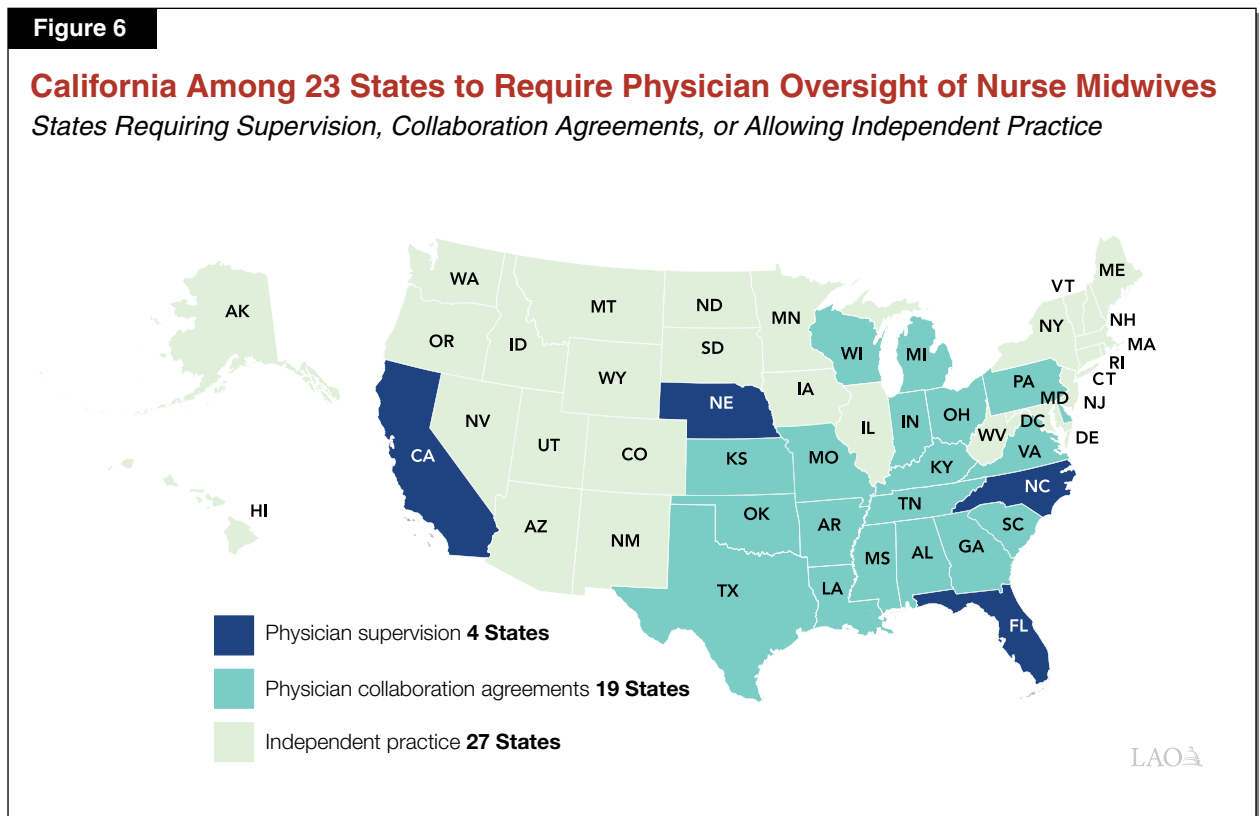 Figure 6
California Among 23 States to Require Physician Oversight of Nurse Midwives
States Requiring Supervision, Collaboration Agreements, or Allowing Independent Practice
AK
HI
WA
OR
CA
ID
NV
AZ
MT
WY
UT
CO
NM
ND
SD
NE
KS
OK
TX
MN
IA
MO
AR
LA
WI
IL
MI
IN
OH
KY
TN
MS
AL
GA
FL
SC
NC
VA
WV
DC
MD
DE
PA
NJ
NY
CT
RI
MA
NH
VT
ME
Physician supervision 4 States
Physician collaboration agreements 19 States
Independent practice 27 States
LAO